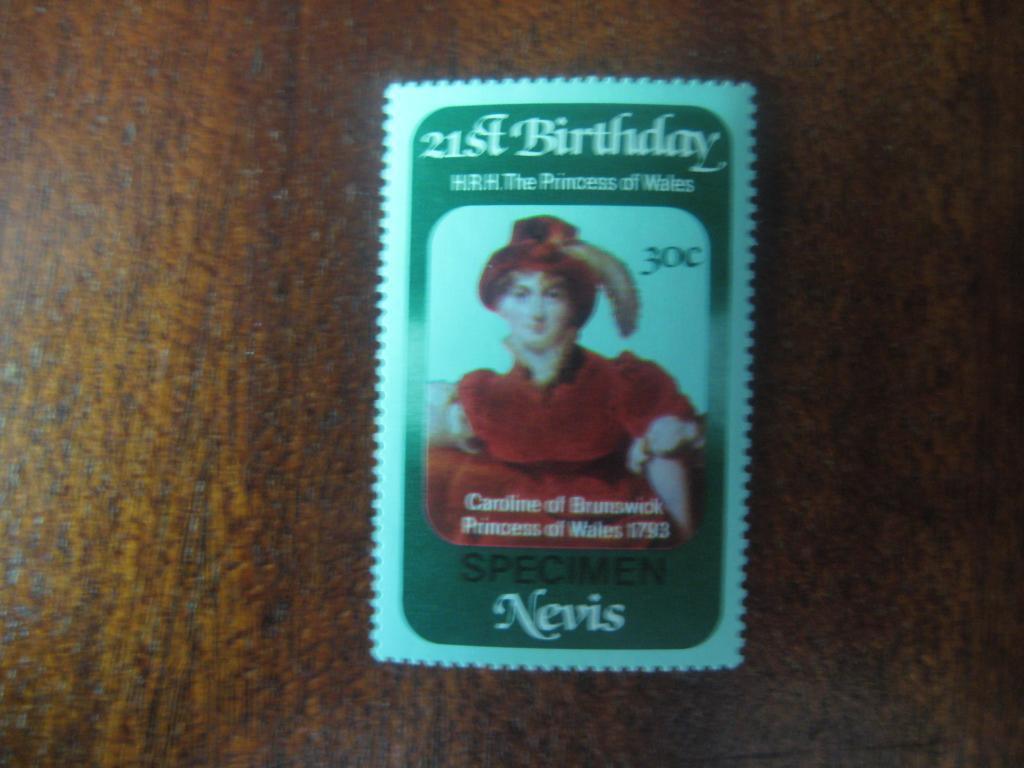 21st Birthday
H.R.H. The Princess of Wales
30c
Caroline of Brunswick
Princess of Wales 1793
SPECIMEN
Nevis